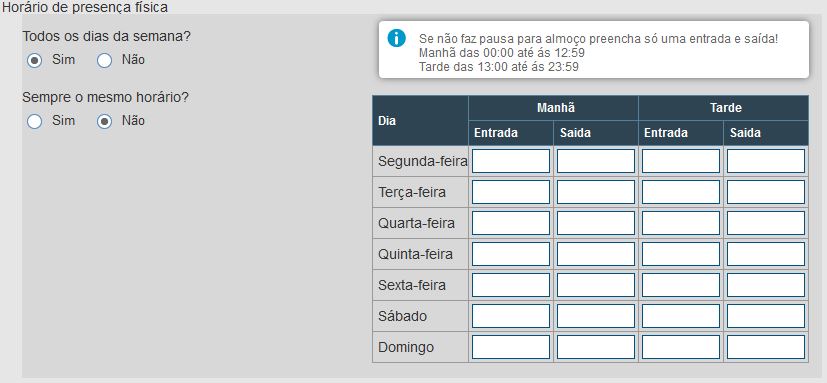 Horário de presença física
Todos os dias da semana?
Sim Não
Sempre o mesmo horário?
Sim Não
Se não faz pausa para almoço preencha só uma entrada e saída!
Manhã das 00:00 até ás 12:59
Tarde das 13:00 até ás 23:59
Dia Manhã Tarde
Entrada Saida Entrada Saida
Segunda-feira
Terça-feira
Quarta-feira
Quinta-feira
Sexta-feira
Sábado
Domingo